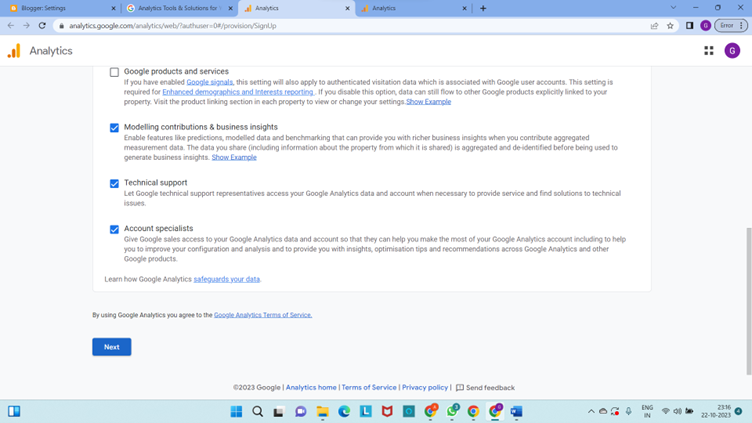 Blogger: Settings
Analytics Tools & Solutions for
Analytics
Analytics
analytics.google.com/analytics/web/?authuser=0#/provision/SignUp
G
Error
Analytics
G
Google products and services
If you have enabled Google signals, this setting will also apply to authenticated visitation data which is associated with Google user accounts. This setting is
required for Enhanced demographics and Interests reporting . If you disable this option, data can still flow to other Google products explicitly linked to your
property. Visit the product linking section in each property to view or change your settings.Show Example
Modelling contributions & business insights
Enable features like predictions, modelled data and benchmarking that can provide you with richer business insights when you contribute aggregated
measurement data. The data you share (including information about the property from which it is shared) is aggregated and de-identified before being used to
generate business insights. Show Example
Technical support
Let Google technical support representatives access your Google Analytics data and account when necessary to provide service and find solutions to technical
issues.
Account specialists
Give Google sales access to your Google Analytics data and account so that they can help you make the most of your Google Analytics account including to help
you to improve your configuration and analysis and to provide you with insights, optimisation tips and recommendations across Google Analytics and other
Google products.
Learn how Google Analytics safeguards your data.
By using Google Analytics you agree to the Google Analytics Terms of Service.
Next
©2023 Google | Analytics home | Terms of Service | Privacy policy | Send feedback
ENG
IN
23:16
22-10-2023